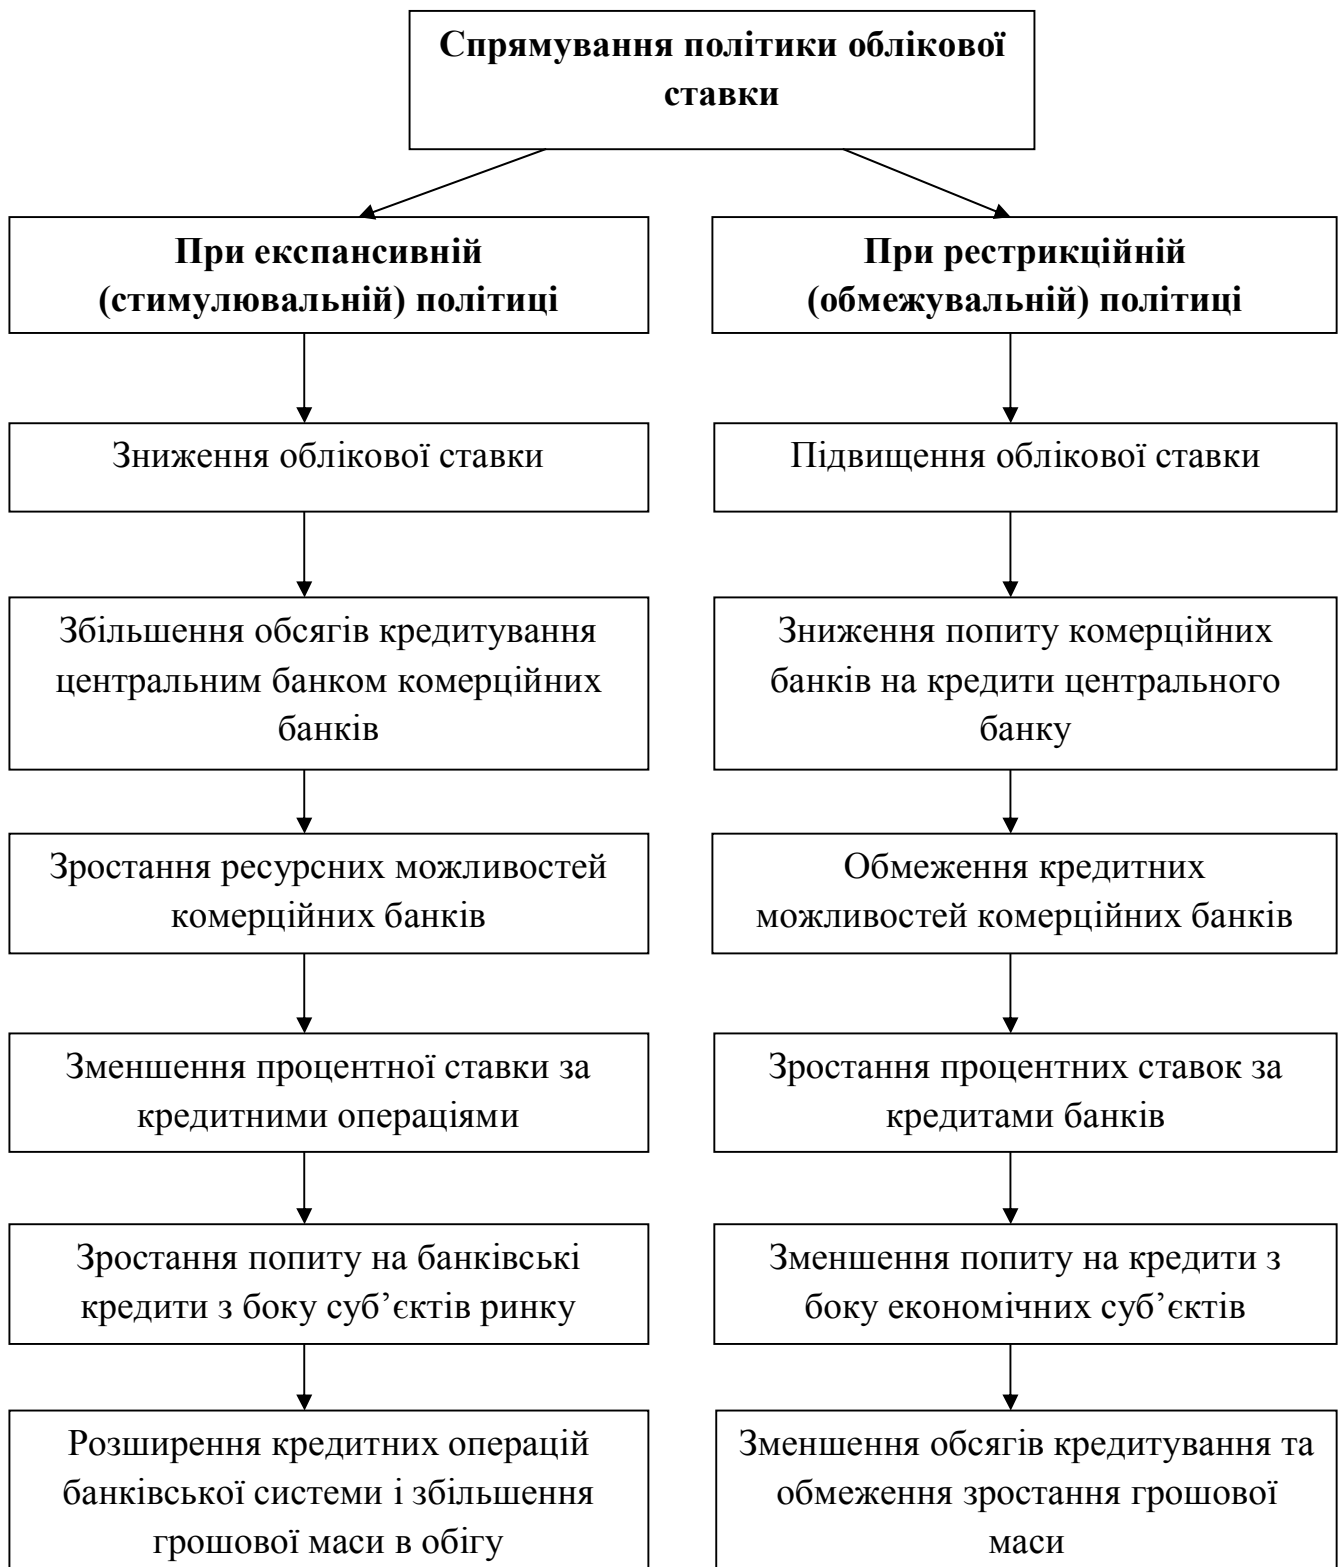 Спрямування політики облікової
ставки
При експансивній
(стимулювальній) політиці
При рестрикційній
(обмежувальній) політиці
Зниження облікової ставки
Підвищення облікової ставки
Збільшення обсягів кредитування
центральним банком комерційних
банків
Зниження попиту комерційних
банків на кредити центрального
банку
Зростання ресурсних можливостей
комерційних банків
Обмеження кредитних
можливостей комерційних банків
Зменшення процентної ставки за
кредитними операціями
Зростання процентних ставок за
кредитами банків
Зростання попиту на банківські
кредити з боку суб’єктів ринку
Зменшення попиту на кредити з
боку економічних суб’єктів
Розширення кредитних операцій
банківської системи і збільшення
грошової маси в обігу
Зменшення обсягів кредитування та
обмеження зростання грошової
маси